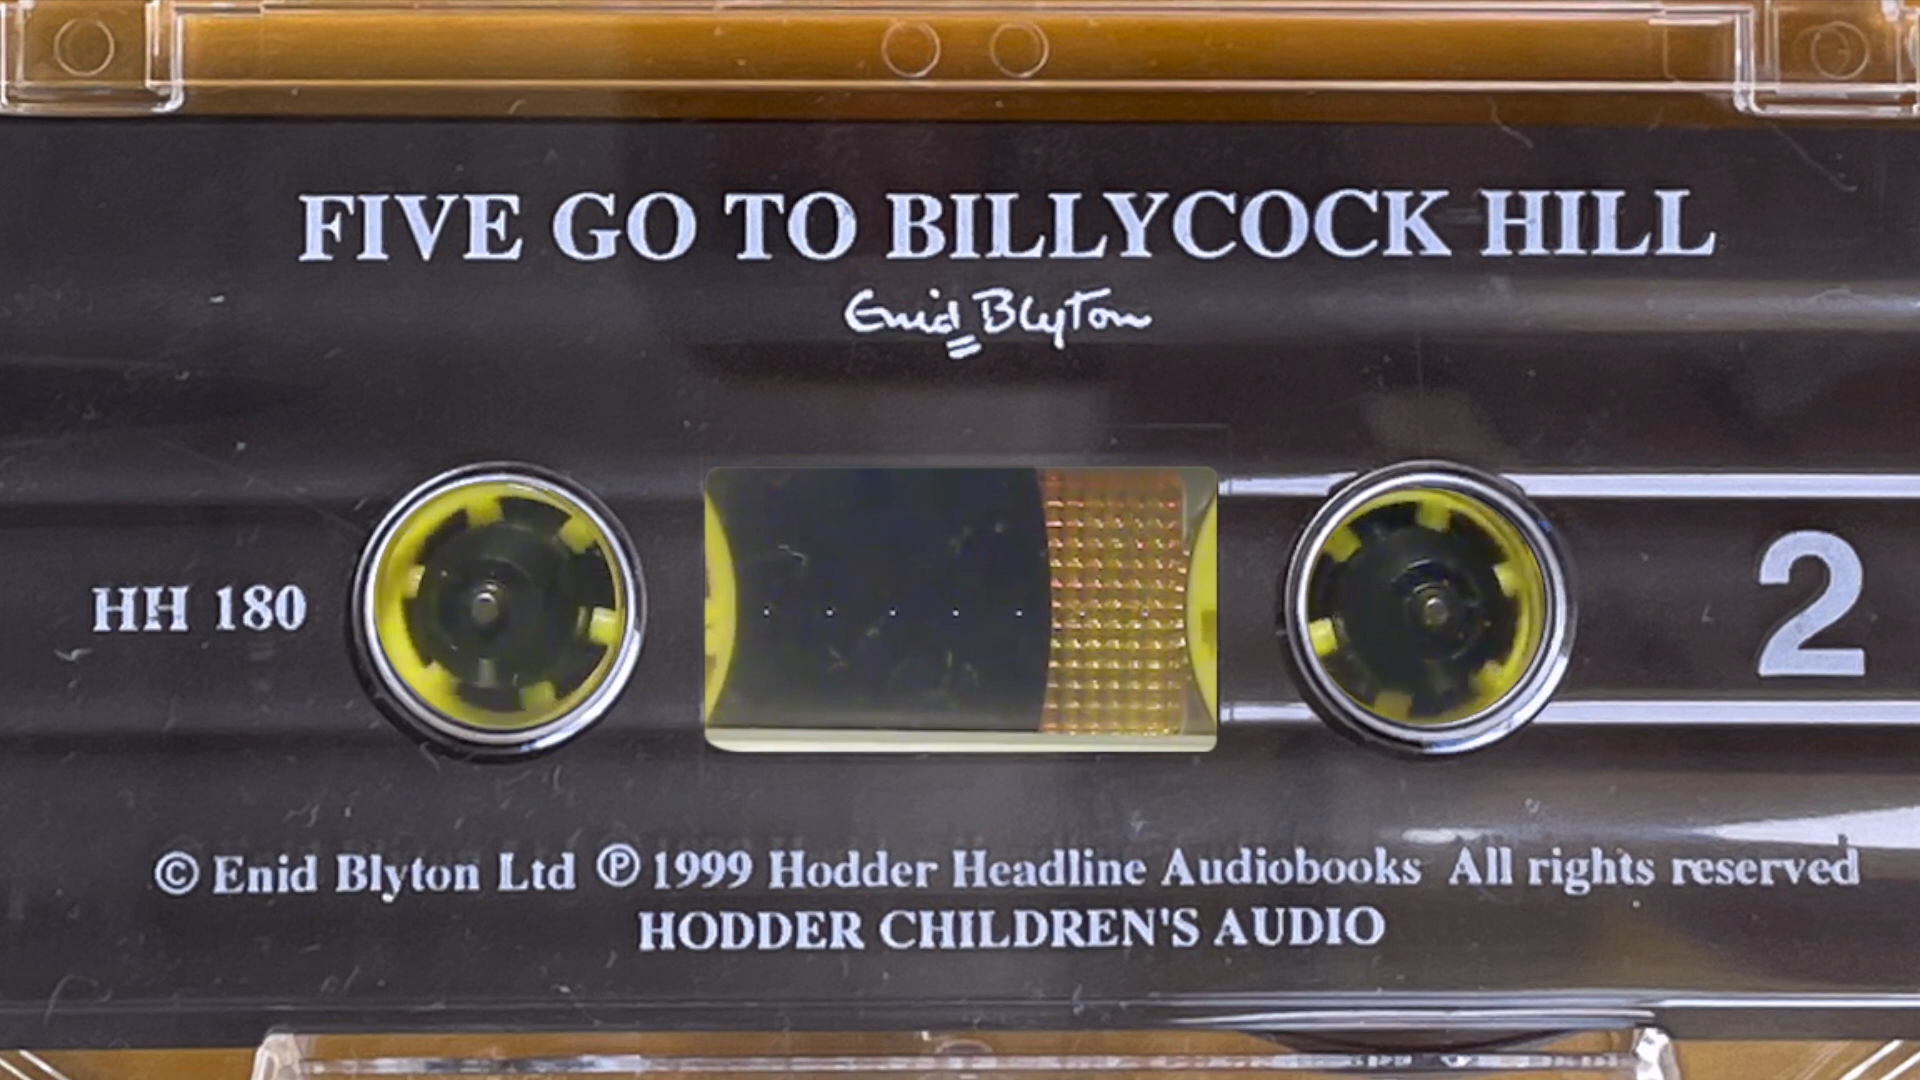 FIVE GO TO BILLYCOCK HILL
Enid Blyton
HH 180
2
© Enid Blyton Ltd ℗ 1999 Hodder Headline Audiobooks All rights reserved
HODDER CHILDREN'S AUDIO